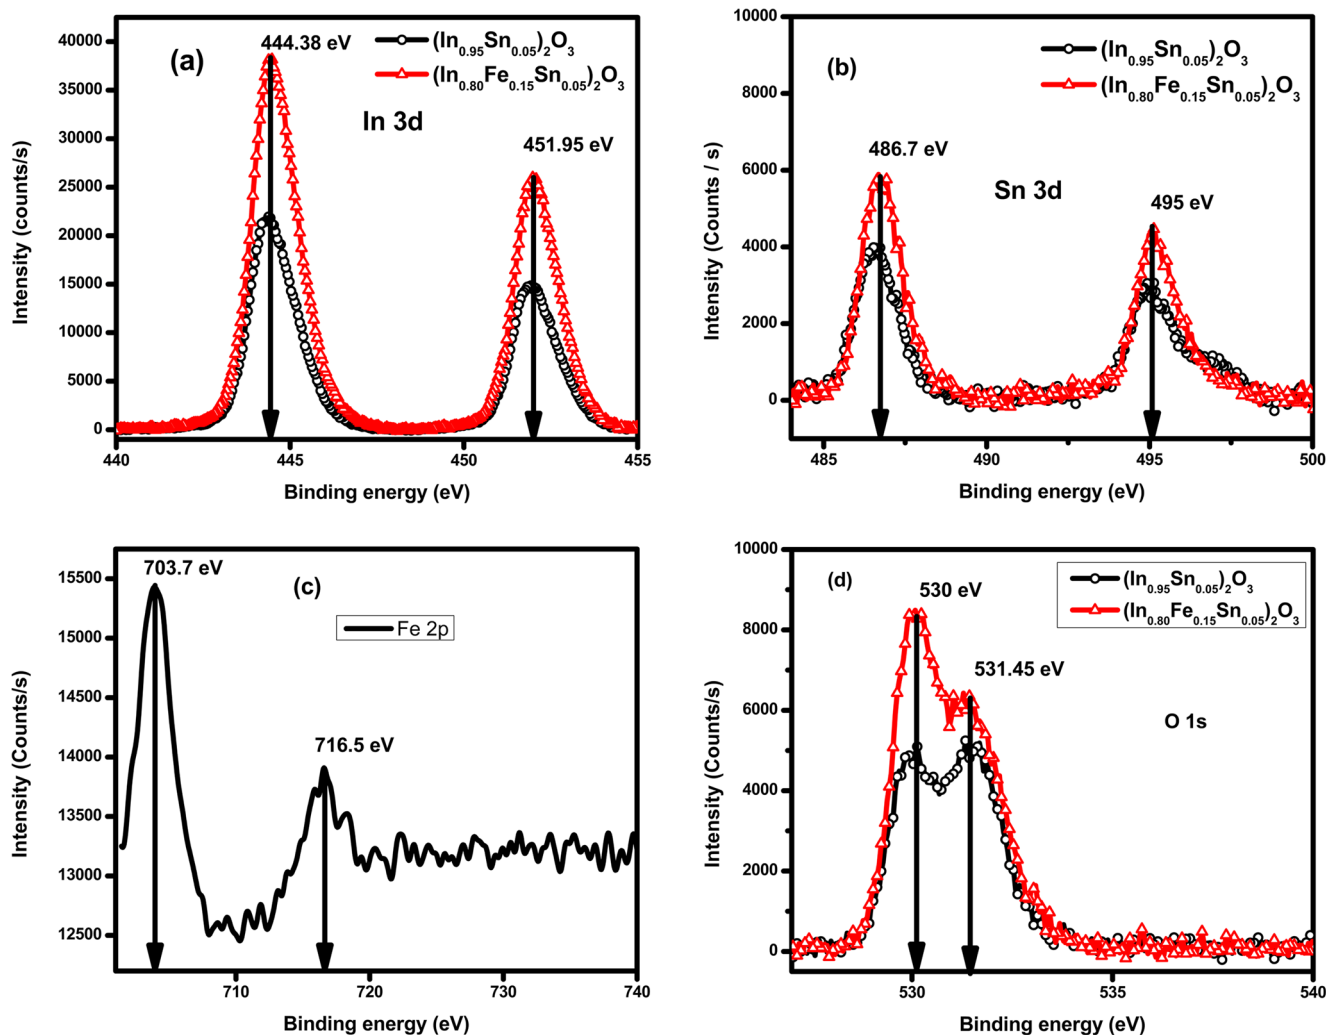 (a)
444.38 eV
(In0.95Sn0.05)2O3
(In0.80Fe0.15Sn0.05)2O3
In 3d
451.95 eV
Intensity (counts/s)
40000
35000
30000
25000
20000
15000
10000
5000
0
440 445 450 455
Binding energy (eV)
(b)
(In0.95Sn0.05)2O3
(In0.80Fe0.15Sn0.05)2O3
486.7 eV
Sn 3d
495 eV
Intensity (Counts / s)
10000
8000
6000
4000
2000
0
485 490 495 500
Binding energy (eV)
703.7 eV
(c)
Fe 2p
716.5 eV
Intensity (Counts/s)
15500
15000
14500
14000
13500
13000
12500
710 720 730 740
Binding energy (eV)
(d)
530 eV
(In0.95Sn0.05)2O3
(In0.80Fe0.15Sn0.05)2O3
531.45 eV
O 1s
Intensity (Counts/s)
10000
8000
6000
4000
2000
0
530 535 540
Binding energy (eV)